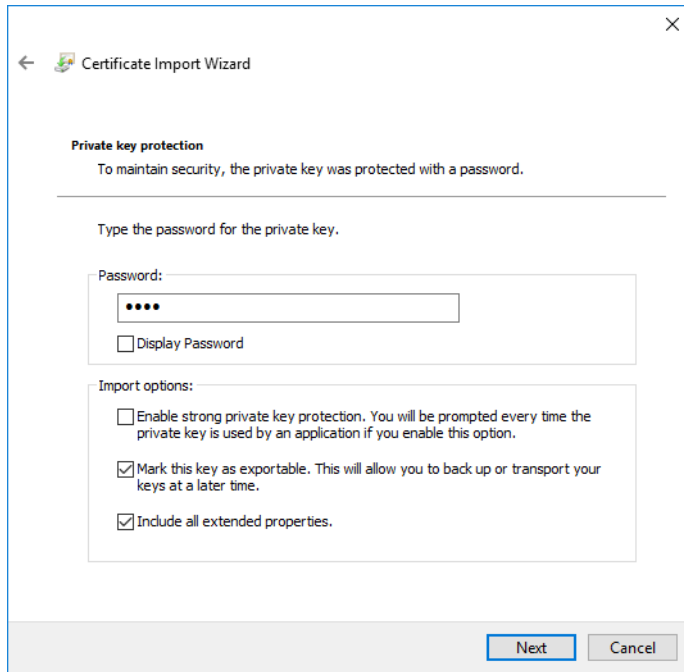 Certificate Import Wizard
Private key protection
To maintain security, the private key was protected with a password.
Type the password for the private key.
Password:
••••
Display Password
Import options:
Enable strong private key protection. You will be prompted every time the
private key is used by an application if you enable this option.
Mark this key as exportable. This will allow you to back up or transport your
keys at a later time.
Include all extended properties.
Next
Cancel